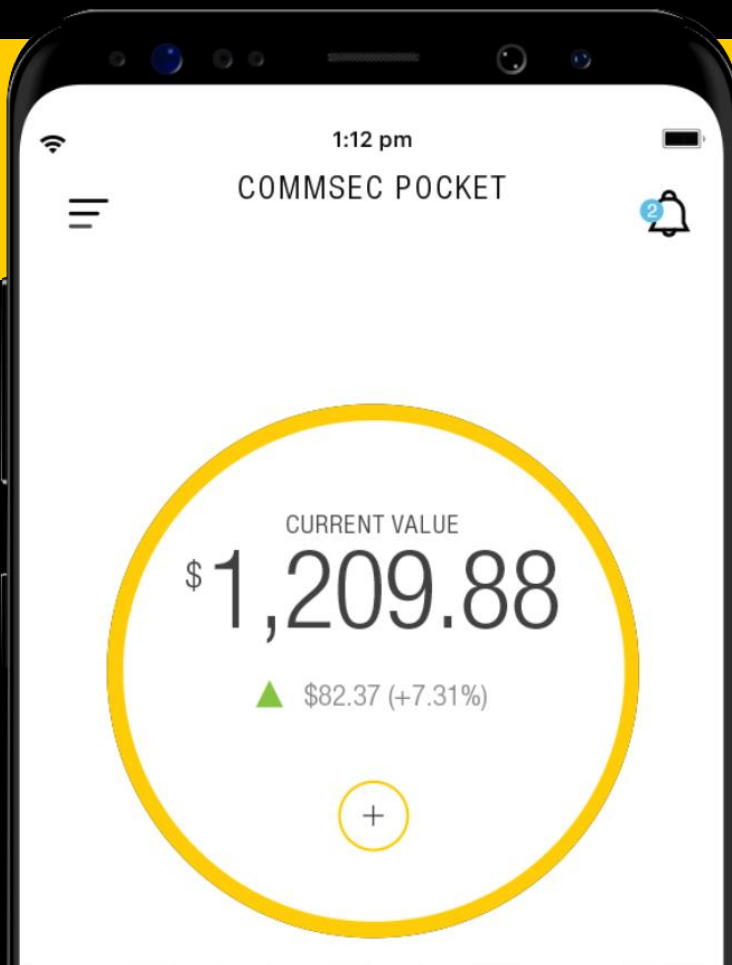 1:12 pm
COMMSEC POCKET
2
CURRENT VALUE
$1,209.88
$82.37 (+7.31%)
+